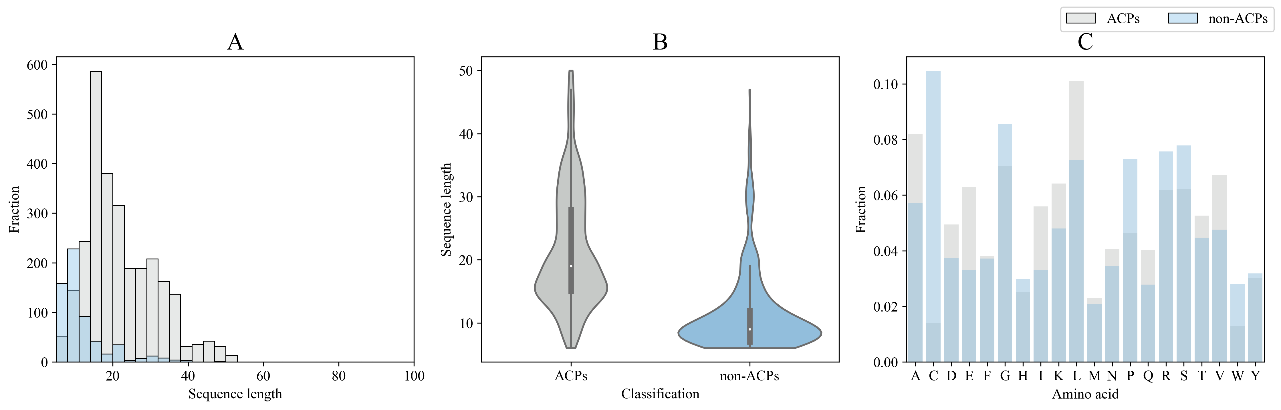 ACPs non-ACPs
A B C
600
500
400
300
200
100
0
Fraction
20 40 60 80 100
Sequence length
50
40
30
20
10
Sequence length
ACPs non-ACPs
Classification
0.10
0.08
0.06
0.04
0.02
0.00
Fraction
A C D E F G H I K L M N P Q R S T V W Y
Amino acid